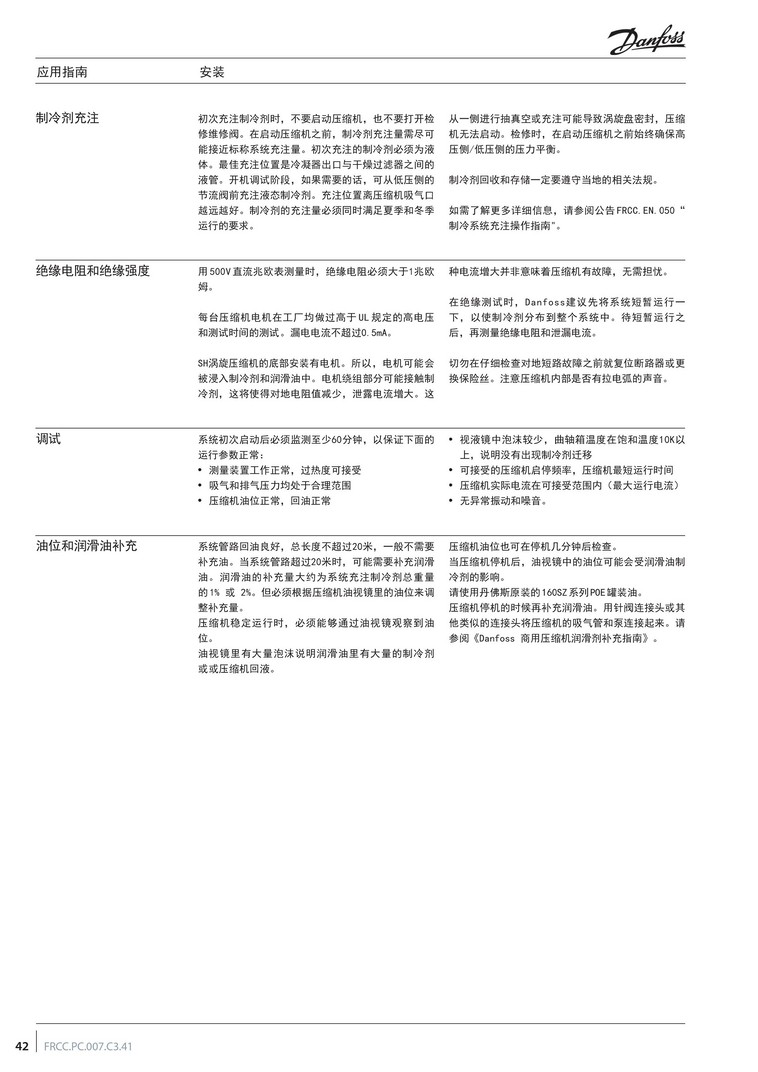 Danfoss
应用指南 安装
制冷剂充注
初次充注制冷剂时，不要启动压缩机，也不要打开检
修维修阀。在启动压缩机之前，制冷剂充注量需尽可
能接近标称系统充注量。初次充注的制冷剂必须为液
体。最佳充注位置是冷凝器出口与干燥过滤器之间的
液管。开机调试阶段，如果需要的话，可从低压侧的
节流阀前充注液态制冷剂。充注位置离压缩机吸气口
越远越好。制冷剂的充注量必须同时满足夏季和冬季
运行的要求。
从一侧进行抽真空或充注可能导致涡旋盘密封，压缩
机无法启动。检修时，在启动压缩机之前始终确保高
压侧/低压侧的压力平衡。
制冷剂回收和存储一定要遵守当地的相关法规。
如需了解更多详细信息，请参阅公告FRCC.EN.050“
制冷系统充注操作指南”。
绝缘电阻和绝缘强度
用500V直流兆欧表测量时，绝缘电阻必须大于1兆欧
姆。
每台压缩机电机在工厂均做过高于UL规定的高电压
和测试时间的测试。漏电电流不超过0.5mA。
SH涡旋压缩机的底部安装有电机。所以，电机可能会
被浸入制冷剂和润滑油中。电机绕组部分可能接触制
冷剂，这将使得对地电阻值减少，泄露电流增大。这
种电流增大并非意味着压缩机有故障，无需担忧。
在绝缘测试时，Danfoss建议先将系统短暂运行一
下，以使制冷剂分布到整个系统中。待短暂运行之
后，再测量绝缘电阻和泄漏电流。
切勿在仔细检查对地短路故障之前就复位断路器或更
换保险丝。注意压缩机内部是否有拉电弧的声音。
调试
系统初次启动后必须监测至少60分钟，以保证下面的
运行参数正常：
• 测量装置工作正常，过热度可接受
• 吸气和排气压力均处于合理范围
• 压缩机油位正常，回油正常
• 视液镜中泡沫较少，曲轴箱温度在饱和温度10K以
上，说明没有出现制冷剂迁移
• 可接受的压缩机启停频率，压缩机最短运行时间
• 压缩机实际电流在可接受范围内（最大运行电流）
• 无异常振动和噪音。
油位和润滑油补充
系统管路回油良好，总长度不超过20米，一般不需要
补充油。当系统管路超过20米时，可能需要补充润滑
油。润滑油的补充量大约为系统充注制冷剂总重量
的1% 或 2%。但必须根据压缩机油视镜里的油位来调
整补充量。
压缩机稳定运行时，必须能够通过油视镜观察到油
位。
油视镜里有大量泡沫说明润滑油里有大量的制冷剂
或或压缩机回液。
压缩机油位也可在停机几分钟后检查。
当压缩机停机后，油视镜中的油位可能会受润滑油制
冷剂的影响。
请使用丹佛斯原装的160SZ系列POE罐装油。
压缩机停机的时候再补充润滑油。用针阀连接头或其
他类似的连接头将压缩机的吸气管和泵连接起来。请
参阅《Danfoss 商用压缩机润滑剂补充指南》。
42 FRCC.PC.007.C3.41